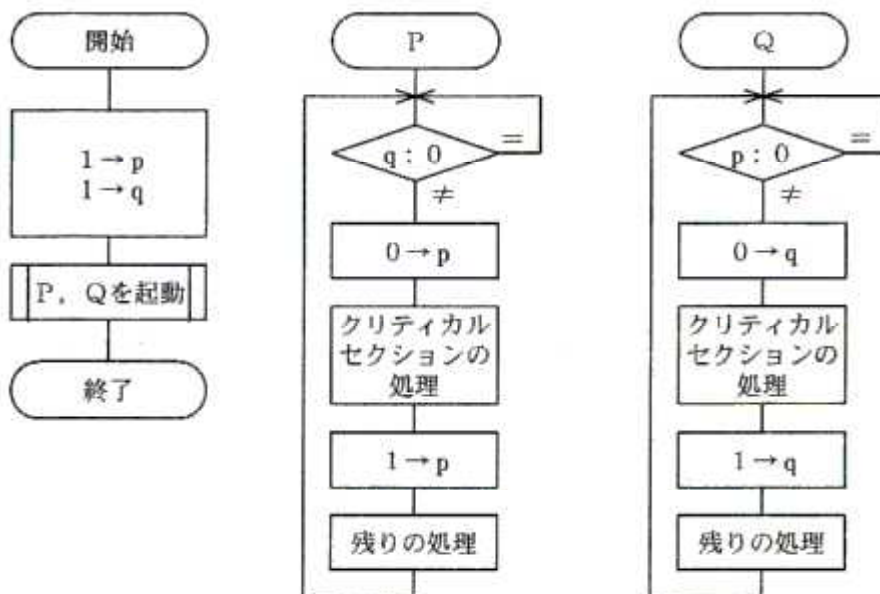 開始
1→p
1→q
P，Qを起動
終了
P
q：0
=
≠
0→p
クリティカル
セクションの
処理
1→p
残りの処理
Q
p：0
=
≠
0→q
クリティカル
セクションの
処理
1→q
残りの処理